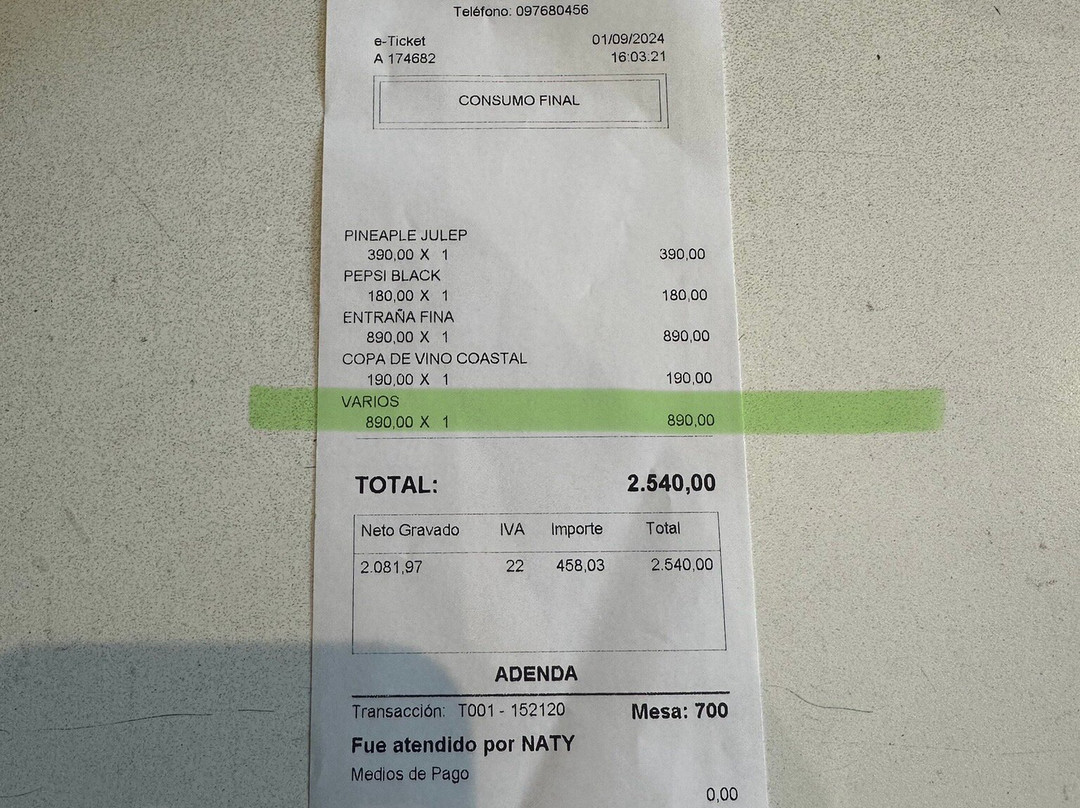 Teléfono: 097680456
e-Ticket 01/09/2024
A 174682 16:03:21
CONSUMO FINAL
PINEAPLE JULEP
390,00 X 1 390,00
PEPSI BLACK
180,00 X 1 180,00
ENTRAÑA FINA
890,00 X 1 890,00
COPA DE VINO COASTAL
190,00 X 1 190,00
VARIOS
890,00 X 1 890,00
TOTAL: 2.540,00
Neto Gravado IVA Importe Total
2.081,97 22 458,03 2.540,00
ADENDA
Transacción: T001 - 152120 Mesa: 700
Fue atendido por NATY
Medios de Pago
0,00